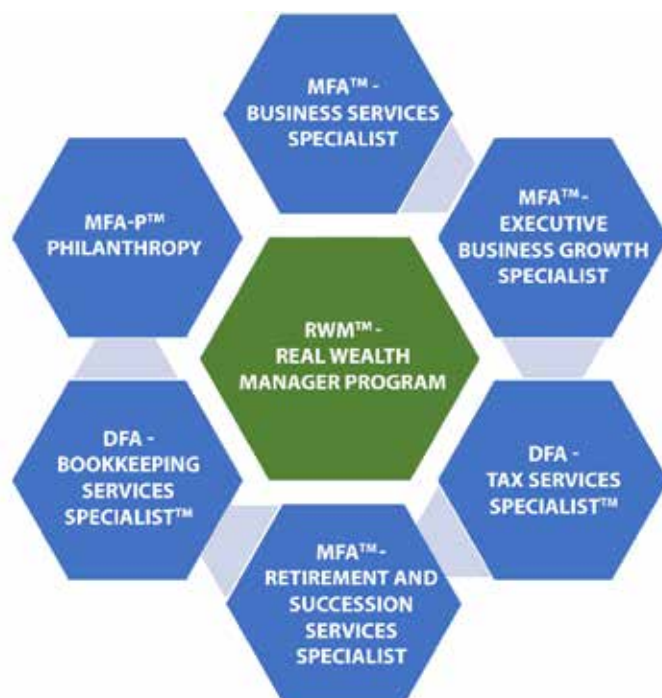 MFA™ -
BUSINESS SERVICES
SPECIALIST
MFA™ -
EXECUTIVE
BUSINESS GROWTH
SPECIALIST
DFA -
TAX SERVICES
SPECIALIST™
MFA™ -
RETIREMENT AND
SUCCESSION
SERVICES
SPECIALIST
DFA -
BOOKKEEPING
SERVICES
SPECIALIST™
MFA-P™
PHILANTHROPY
RWM™ -
REAL WEALTH
MANAGER PROGRAM